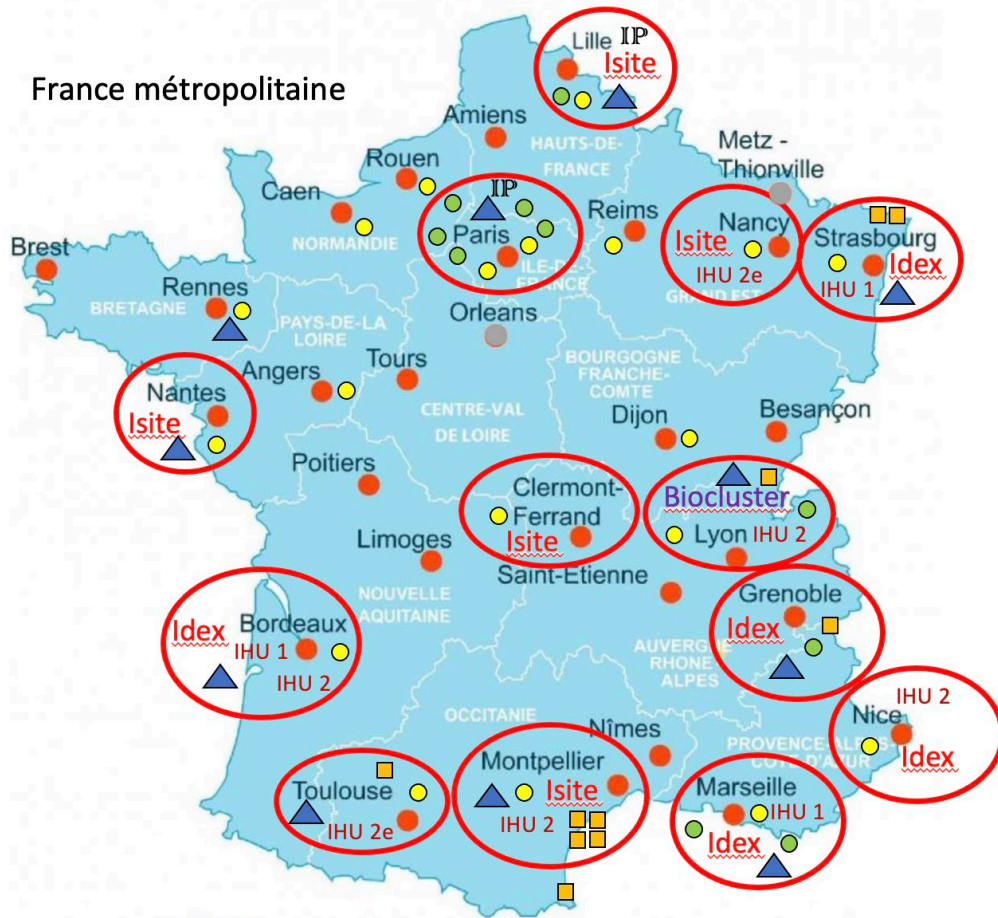 Lille IP
Isite
France métropolitaine
Amiens
HAUTS-DE-
FRANCE
Metz -
Thionville
Rouen
IP
Caen
Reims
Nancy
Strasbourg
Paris
Isite
Idex
NORMANDIE
Brest
ILE-DE-
FRANCE
IHU 2e
IHU 1
GRAND EST
Rennes
BRETAGNE
PAYS-DE-LA
LOIRE
Orleans
Tours
BOURGOGNE
FRANCHE-
COMTE
Angers
Nantes
Isite
CENTRE-VAL
DE LOIRE
Dijon
Besançon
Poitiers
Clermont-
Ferrand
Isite
Biocluster
Lyon IHU 2
Limoges
Saint-Etienne
NOUVELLE
AQUITAINE
Grenoble
Idex
Idex Bordeaux
IHU 1
IHU 2
AUVERGNE
RHONE
ALPES
IHU 2
OCCITANIE
Nîmes
Nice
PROVENCE-ALPES-
COTE D'AZUR
Idex
Montpellier
Isite
Toulouse
IHU 2e
IHU 2
Marseille
IHU 1
Idex